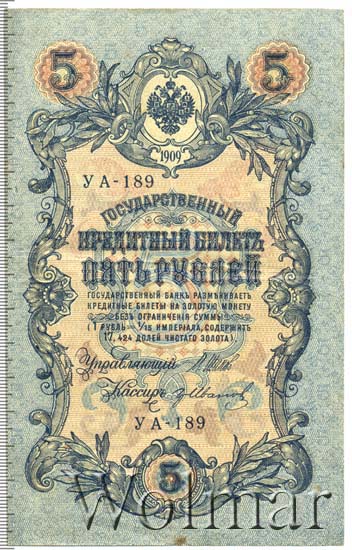 5 5
1909
УА-189
ГОСУДАРСТВЕННЫЙ
КРЕДИТНЫЙ БИЛЕТЪ
ПЯТЬ РУБЛЕЙ
ГОСУДАРСТВЕННЫЙ БАНКЪ РАЗМѢНИВАЕТЪ
КРЕДИТНЫЕ БИЛЕТЫ НА ЗОЛОТУЮ МОНЕТУ
БЕЗЪ ОГРАНИЧЕНІЯ СУММЫ
(1 РУБЛЬ = 1/15 ИМПЕРІАЛА, СОДЕРЖИТЪ
17,424 ДОЛЕЙ ЧИСТАГО ЗОЛОТА).
Управляющій
Кассиръ
УА-189
5
Wolmar